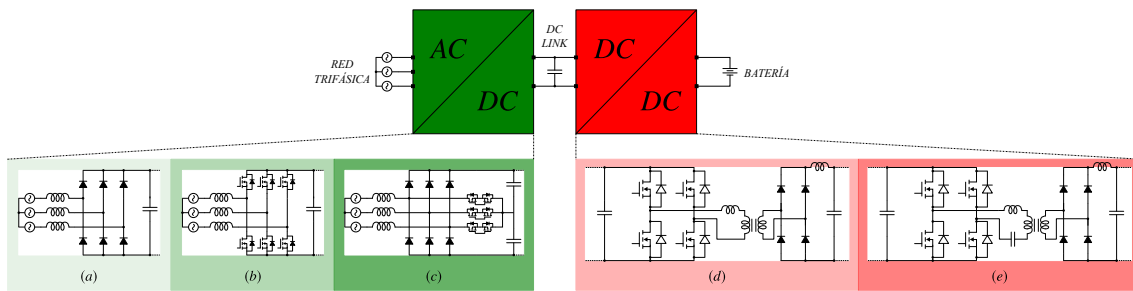 AC
DC
DC
LINK
DC
DC
RED
TRIFÁSICA
BATERÍA
(a)
(b)
(c)
(d)
(e)